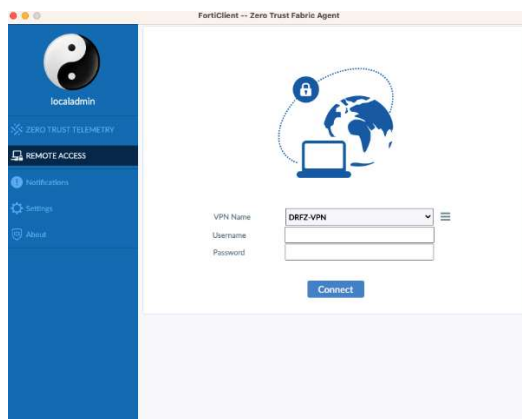 FortiClient -- Zero Trust Fabric Agent
localadmin
ZERO TRUST TELEMETRY
REMOTE ACCESS
Notifications
Settings
About
VPN Name
DRFZ-VPN
Username
Password
Connect